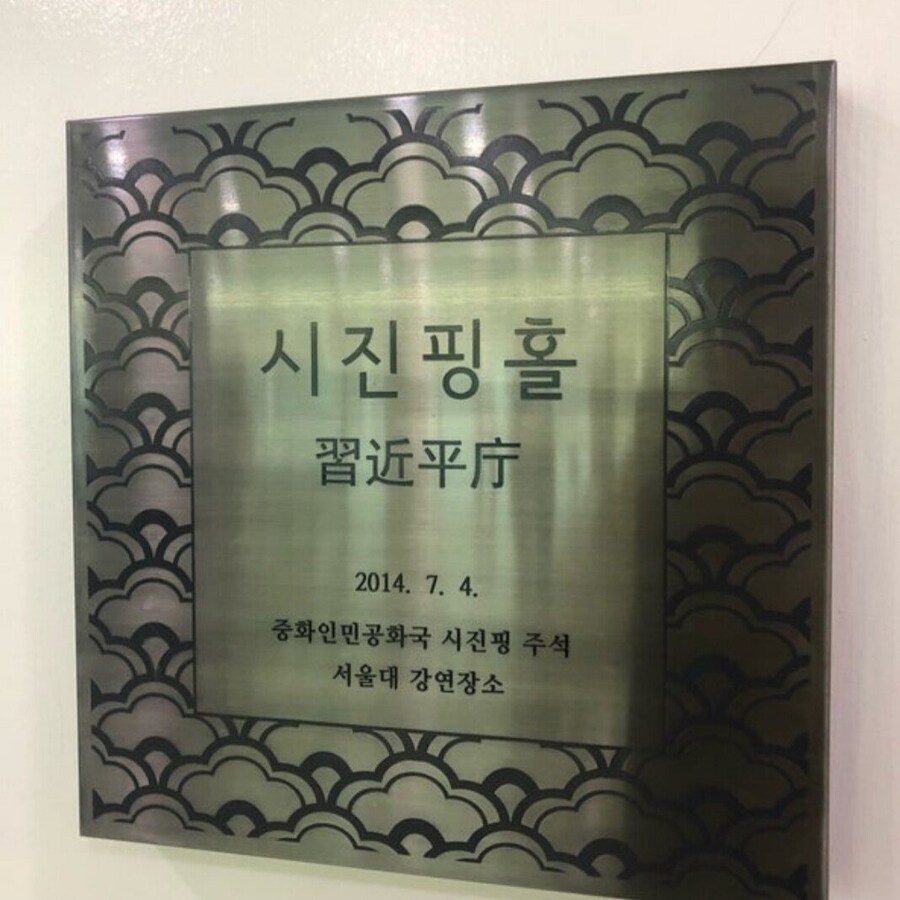 시진핑홀
習近平庁
2014. 7. 4.
중화인민공화국 시진핑 주석
서울대 강연장소